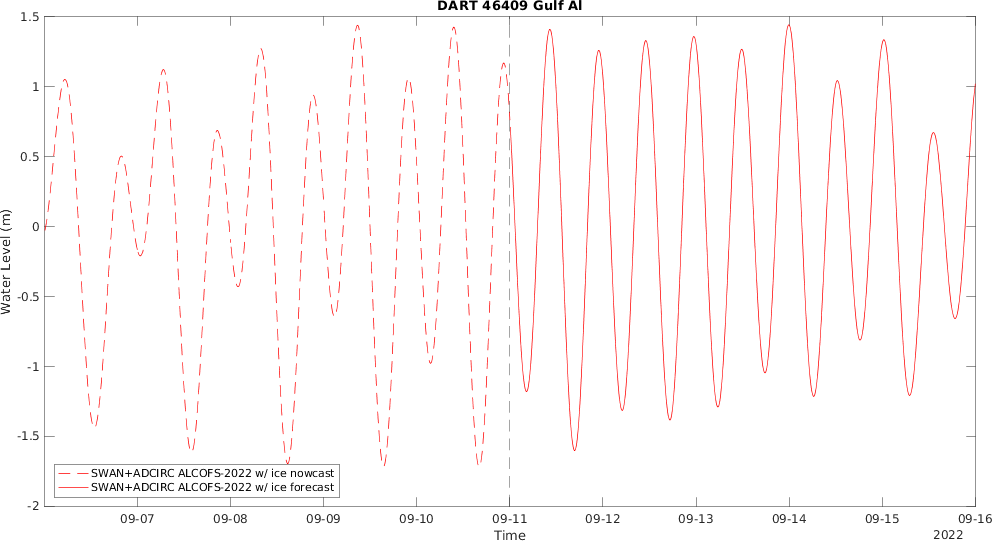 DART 46409 Gulf Al
1.5
1
0.5
0
-0.5
-1
-1.5
-2
Water Level (m)
SWAN+ADCIRC ALCOFS-2022 w/ ice nowcast
SWAN+ADCIRC ALCOFS-2022 w/ ice forecast
09-07 09-08 09-09 09-10 09-11 09-12 09-13 09-14 09-15 09-16
Time
2022